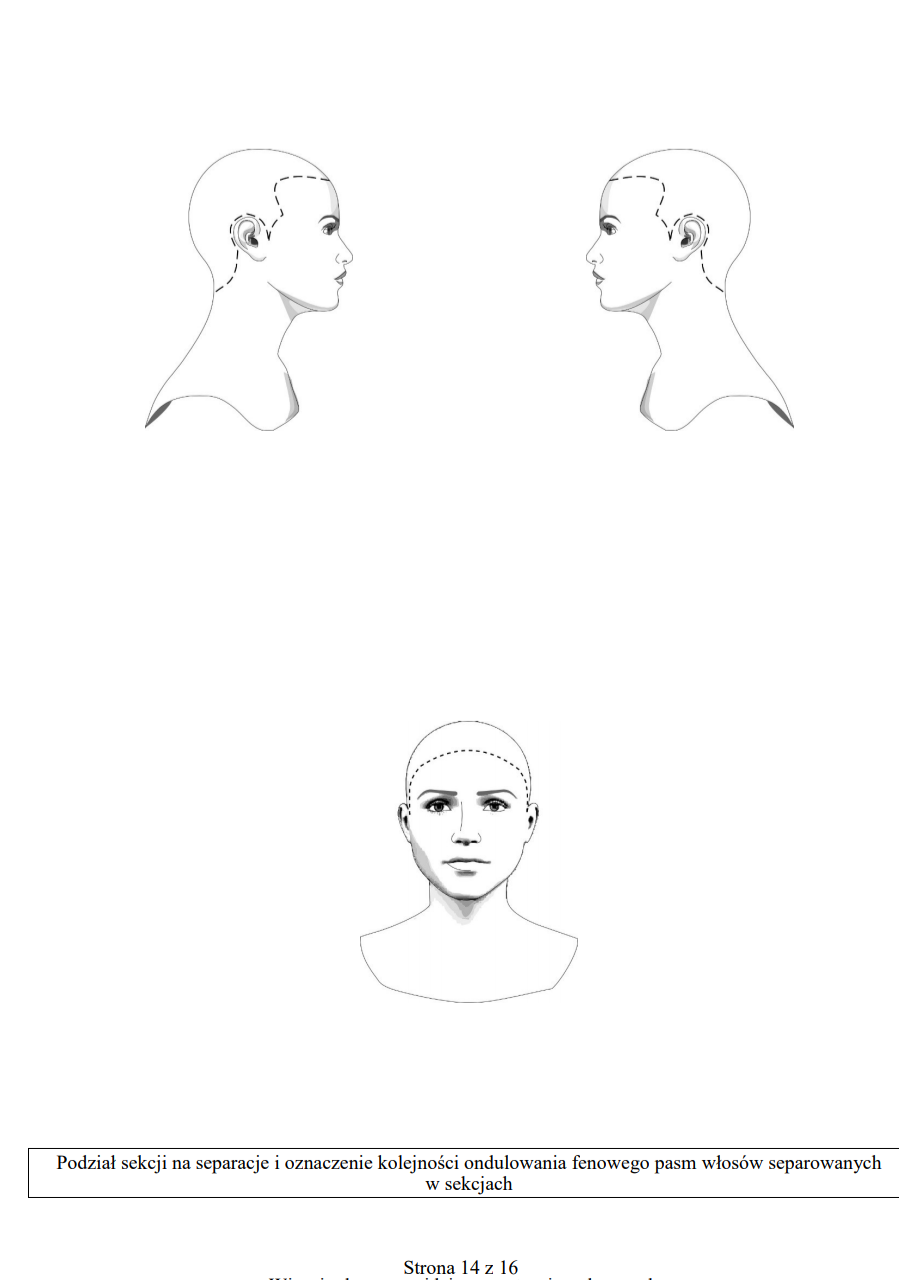 Podział sekcji na separacje i oznaczenie kolejności ondulowania fenowego pasm włosów separowanych
w sekcjach
Strona 14 z 16